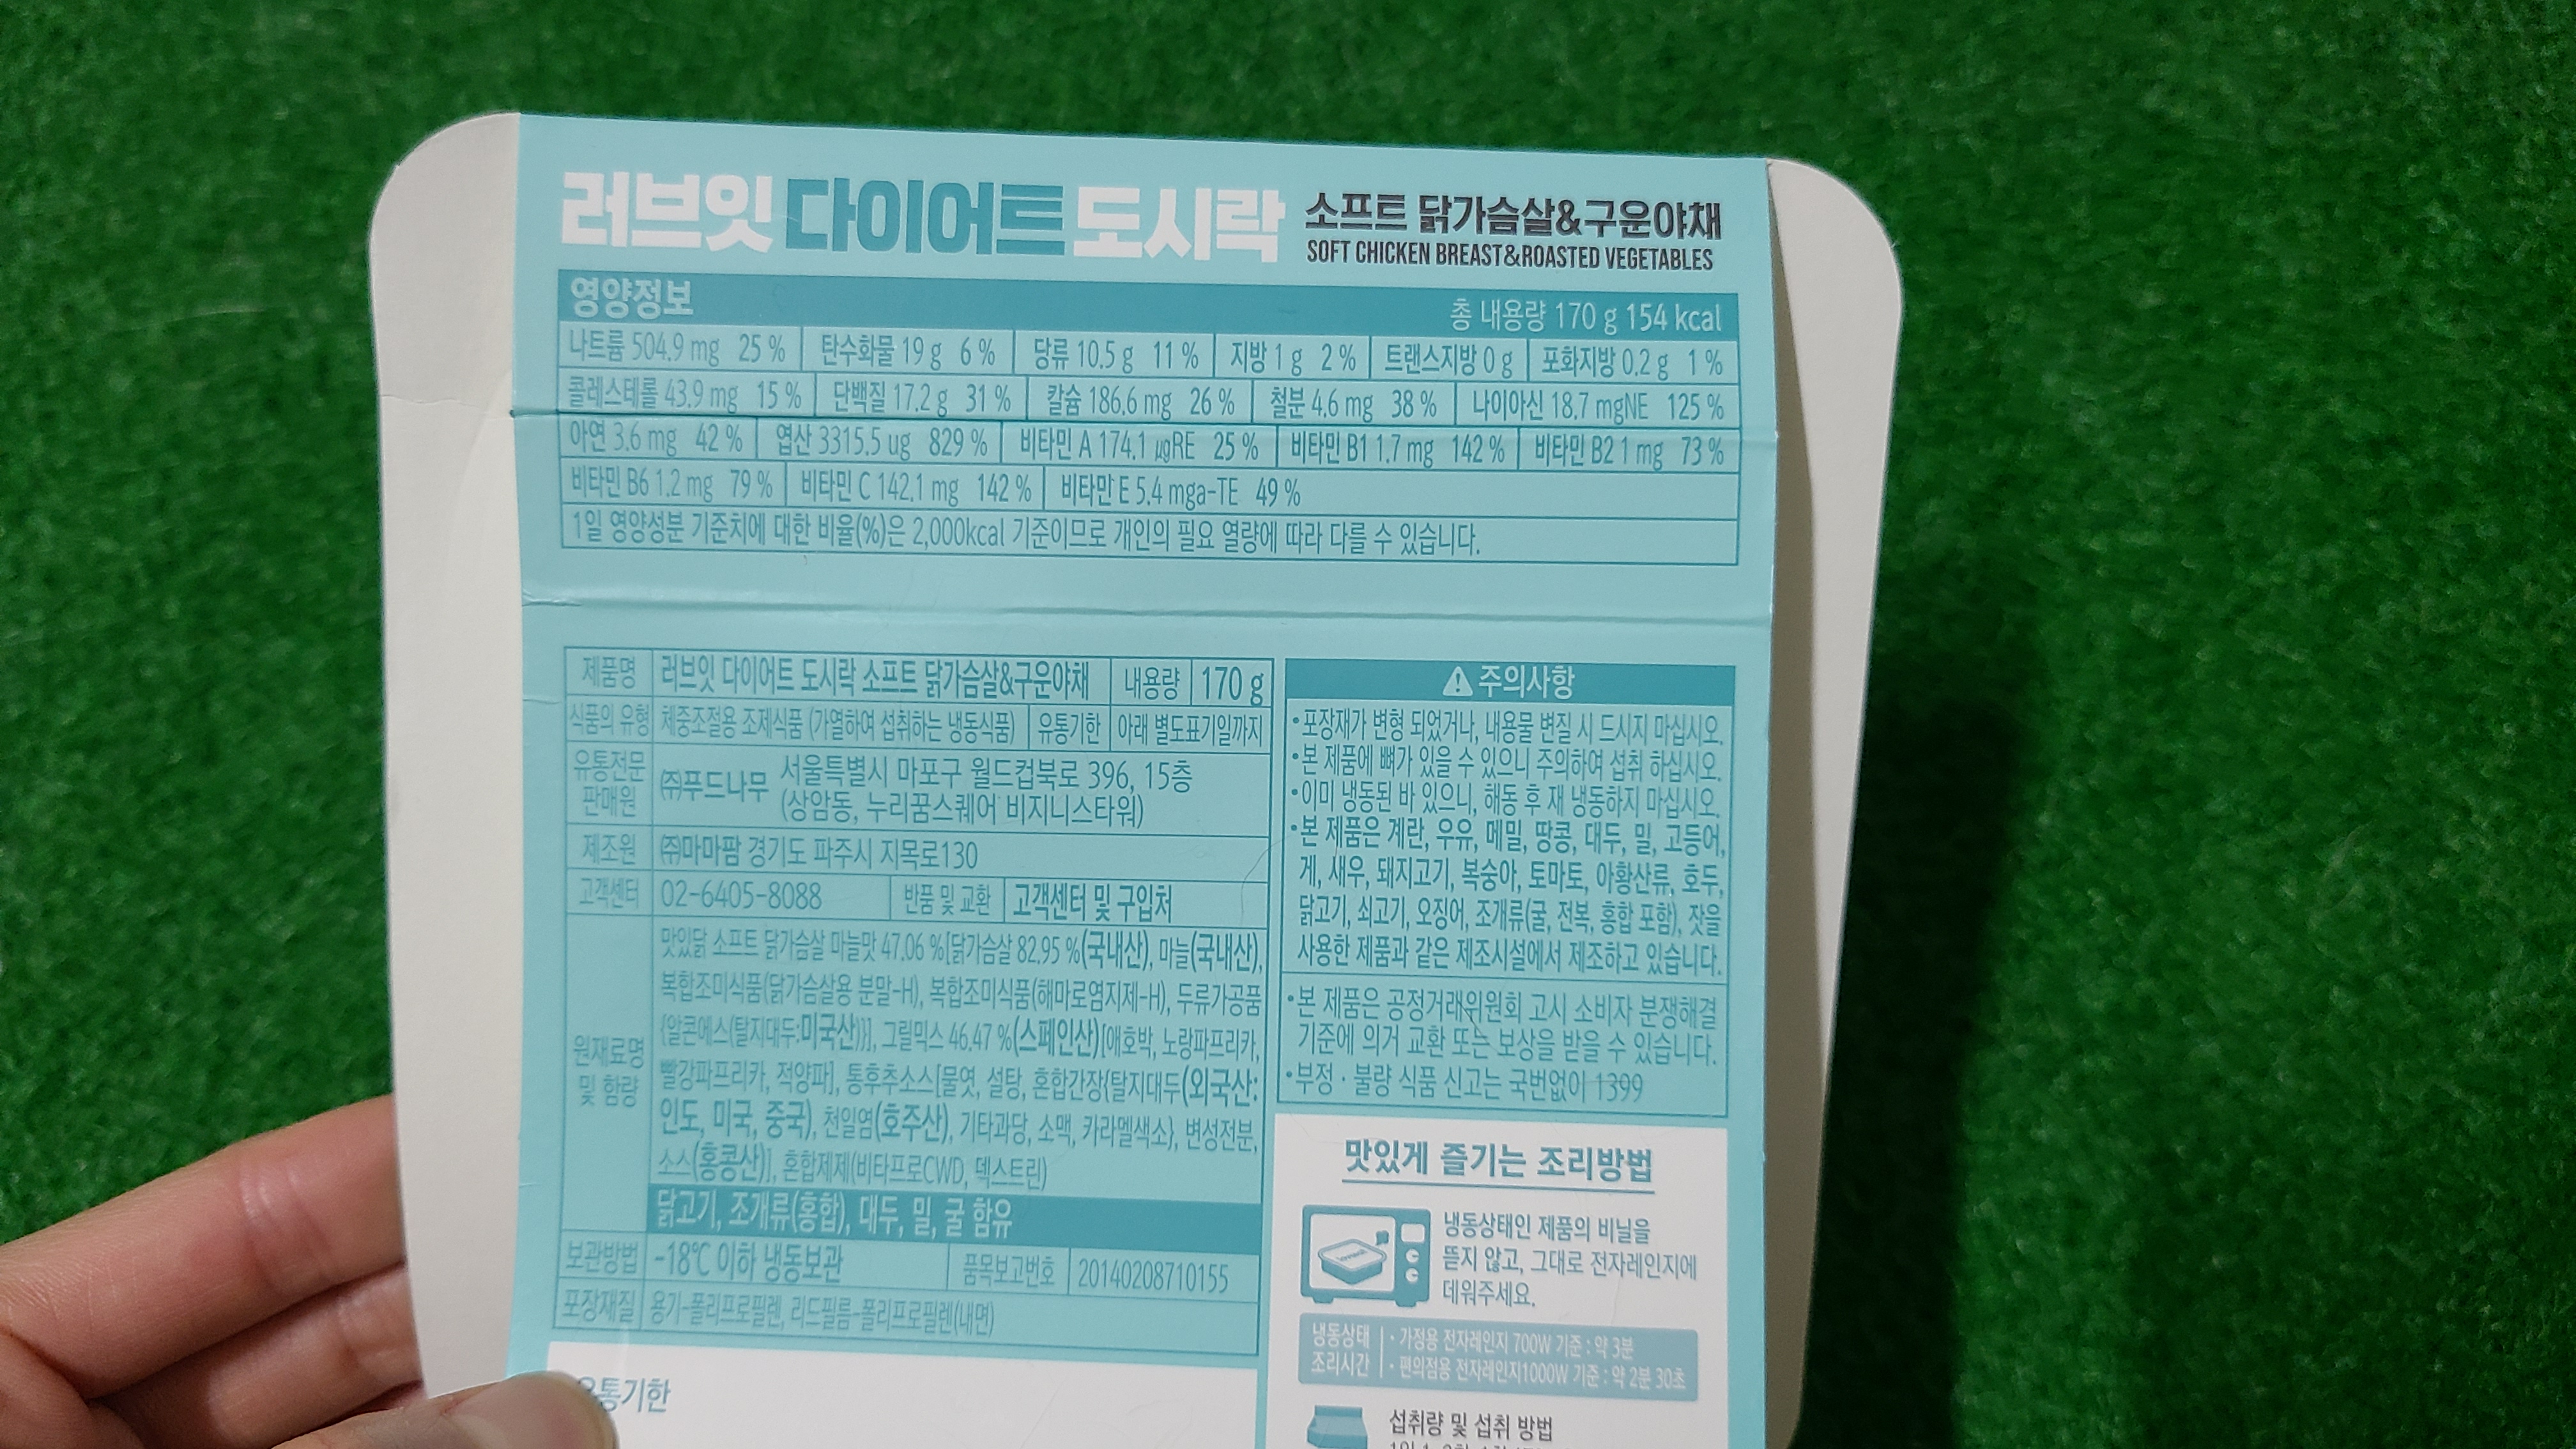 러브잇 다이어트 도시락 소프트 닭가슴살&구운야채
SOFT CHICKEN BREAST&ROASTED VEGETABLES
영양정보 총 내용량 170 g 154 kcal
나트륨 504.9 mg 25 % 탄수화물 19 g 6 % 당류 10.5 g 11 % 지방 1 g 2 % 트랜스지방 0 g 포화지방 0.2 g 1 %
콜레스테롤 43.9 mg 15 % 단백질 17.2 g 31 % 칼슘 186.6 mg 26 % 철분 4.6 mg 38 % 나이아신 18.7 mgNE 125 %
아연 3.6 mg 42 % 엽산 3315.5 ug 829 % 비타민 A 174.1 ㎍RE 25 % 비타민 B1 1.7 mg 142 % 비타민 B2 1 mg 73 %
비타민 B6 1.2 mg 79 % 비타민 C 142.1 mg 142 % 비타민 E 5.4 mga-TE 49 %
1일 영양성분 기준치에 대한 비율(%)은 2,000kcal 기준이므로 개인의 필요 열량에 따라 다를 수 있습니다.
제품명 러브잇 다이어트 도시락 소프트 닭가슴살&구운야채 내용량 170 g
식품의 유형 체중조절용 조제식품 (가열하여 섭취하는 냉동식품) 유통기한 아래 별도표기일까지
유통전문판매원 ㈜푸드나무 서울특별시 마포구 월드컵북로 396, 15층
(상암동, 누리꿈스퀘어 비지니스타워)
제조원 ㈜마마팜 경기도 파주시 지목로130
고객센터 02-6405-8088 반품 및 교환 고객센터 및 구입처
원재료명 및 함량
맛있닭 소프트 닭가슴살 마늘맛 47.06 %[닭가슴살 82.95 %(국내산), 마늘(국내산),
복합조미식품(닭가슴살용 분말-H), 복합조미식품(해마로염지제-H), 두류가공품
{알콘에스(탈지대두:미국산)}], 그릴믹스 46.47 %(스페인산)[애호박, 노랑파프리카,
빨강파프리카, 적양파], 통후추소스[물엿, 설탕, 혼합간장{탈지대두(외국산:
인도, 미국, 중국), 천일염(호주산), 기타과당, 소맥, 카라멜색소}, 변성전분,
소스(홍콩산)], 혼합제제(비타프로CWD, 덱스트린)
닭고기, 조개류(홍합), 대두, 밀, 굴 함유
보관방법 -18℃ 이하 냉동보관 품목보고번호 20140208710155
포장재질 용기-폴리프로필렌, 리드필름-폴리프로필렌(내면)
유통기한
⚠ 주의사항
•포장재가 변형 되었거나, 내용물 변질 시 드시지 마십시오.
•본 제품에 뼈가 있을 수 있으니 주의하여 섭취 하십시오.
•이미 냉동된 바 있으니, 해동 후 재 냉동하지 마십시오.
•본 제품은 계란, 우유, 메밀, 땅콩, 대두, 밀, 고등어,
게, 새우, 돼지고기, 복숭아, 토마토, 아황산류, 호두,
닭고기, 쇠고기, 오징어, 조개류(굴, 전복, 홍합 포함), 잣을
사용한 제품과 같은 제조시설에서 제조하고 있습니다.
•본 제품은 공정거래위원회 고시 소비자 분쟁해결
기준에 의거 교환 또는 보상을 받을 수 있습니다.
•부정·불량 식품 신고는 국번없이 1399
맛있게 즐기는 조리방법
냉동상태인 제품의 비닐을
뜯지 않고, 그대로 전자레인지에
데워주세요.
냉동상태 조리시간
· 가정용 전자레인지 700W 기준 : 약 3분
· 편의점용 전자레인지1000W 기준 : 약 2분 30초
섭취량 및 섭취 방법